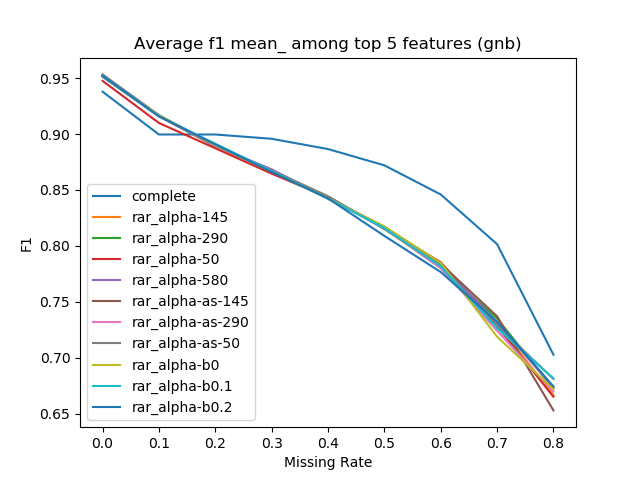 Average f1 mean_ among top 5 features (gnb)
0.95
0.90
0.85
0.80
0.75
0.70
0.65
F1
complete
rar_alpha-145
rar_alpha-290
rar_alpha-50
rar_alpha-580
rar_alpha-as-145
rar_alpha-as-290
rar_alpha-as-50
rar_alpha-b0
rar_alpha-b0.1
rar_alpha-b0.2
0.0 0.1 0.2 0.3 0.4 0.5 0.6 0.7 0.8
Missing Rate